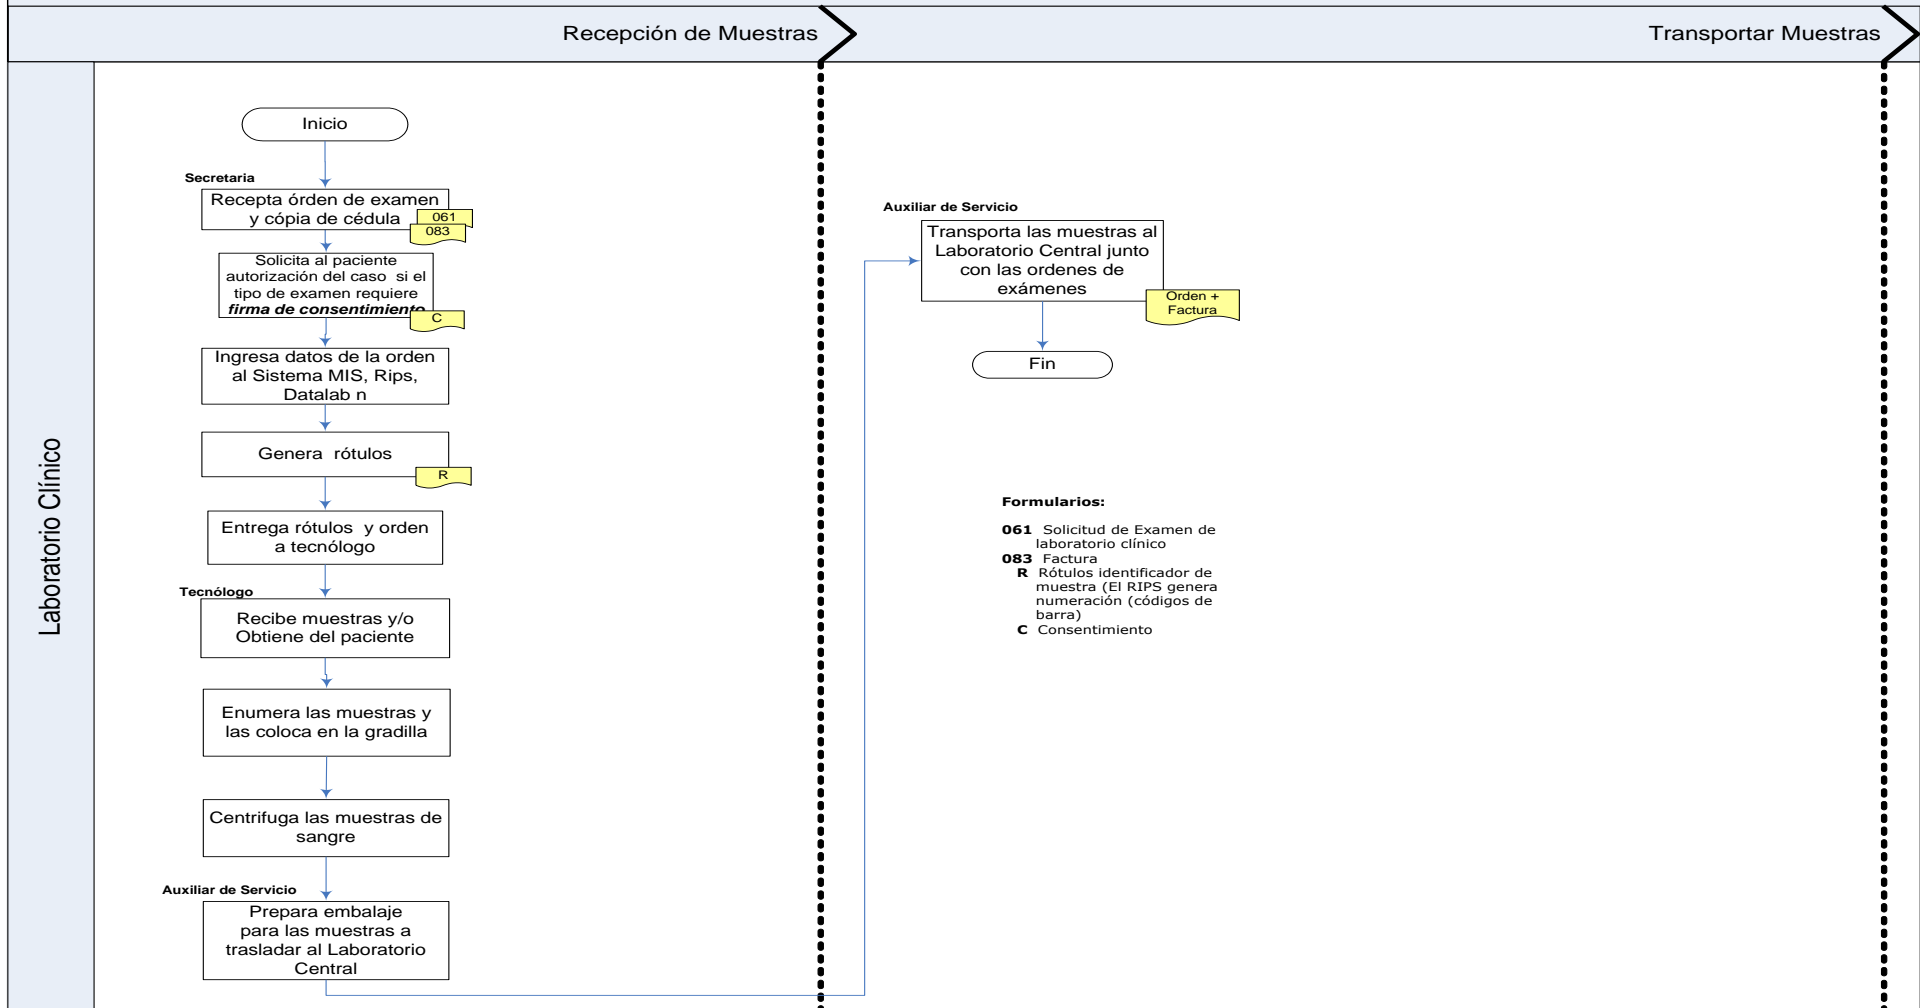 Recepción de Muestras
Transportar Muestras
Laboratorio Clínico
Inicio
Secretaria
Recepta órden de examen
y cópia de cédula
061
083
Solicita al paciente
autorización del caso si el
tipo de examen requiere
firma de consentimiento
C
Ingresa datos de la orden
al Sistema MIS, Rips,
Datalab n
Genera rótulos
R
Entrega rótulos y orden
a tecnólogo
Tecnólogo
Recibe muestras y/o
Obtiene del paciente
Enumera las muestras y
las coloca en la gradilla
Centrifuga las muestras de
sangre
Auxiliar de Servicio
Prepara embalaje
para las muestras a
trasladar al Laboratorio
Central
Auxiliar de Servicio
Transporta las muestras al
Laboratorio Central junto
con las ordenes de
exámenes
Orden +
Factura
Fin
Formularios:
061 Solicitud de Examen de
laboratorio clínico
083 Factura
R Rótulos identificador de
muestra (El RIPS genera
numeración (códigos de
barra)
C Consentimiento